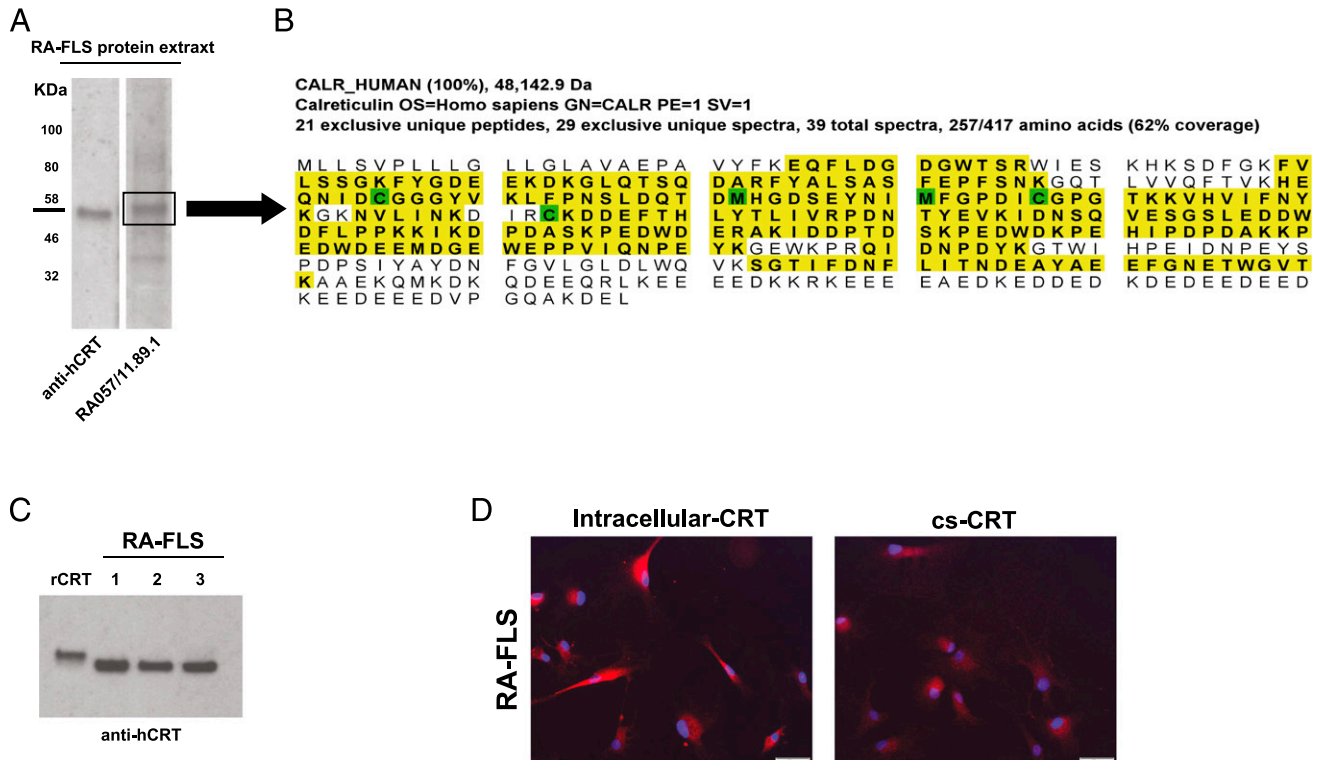 A
RA-FLS protein extraxt
KDa
100
80
58
46
32
anti-hCRT
RA057/11.89.1
B
CALR_HUMAN (100%), 48,142.9 Da
Calreticulin OS=Homo sapiens GN=CALR PE=1 SV=1
21 exclusive unique peptides, 29 exclusive unique spectra, 39 total spectra, 257/417 amino acids (62% coverage)
MLLSVPLLLG LLGLAVAEPA VYFKEQFLDG DGWTSRWIES KHKSDFGKFV
LSSGKFYGDE EKDKGLQTSQ DARFYALSAS FEPFSNKGQT LVVQFTVKHE
QNIDCGGGYV KLFPNSLDQT DMHGDSEYNI MFGPDICGPG TKKVHVIFNY
KGKNVLINKD IRCKDDEFTH LYTLIVRPDN TYEVKIDNSQ VESGSLEDDW
DFLPPKKIKD PDASKPEDWD ERAKIDDPTD SKPEDWDKPE HIPDPDAKKP
EDWDEEMDGE WEPPVIQNPE YKGEWKPRQI DNPDYKGTWI HPEIDNPEYS
PDPSIYAYDN FGVLGLDLWQ VKSGTIFDNF LITNDEAYAE EFGNETWGVT
KAAEKQMKDK QDEEQRLKEE EEDKKRKEEE EAEDKEDDED KDEDEEDEED
KEEDEEEDVP GQAKDEL
C
RA-FLS
rCRT 1 2 3
anti-hCRT
D
Intracellular-CRT
cs-CRT
RA-FLS